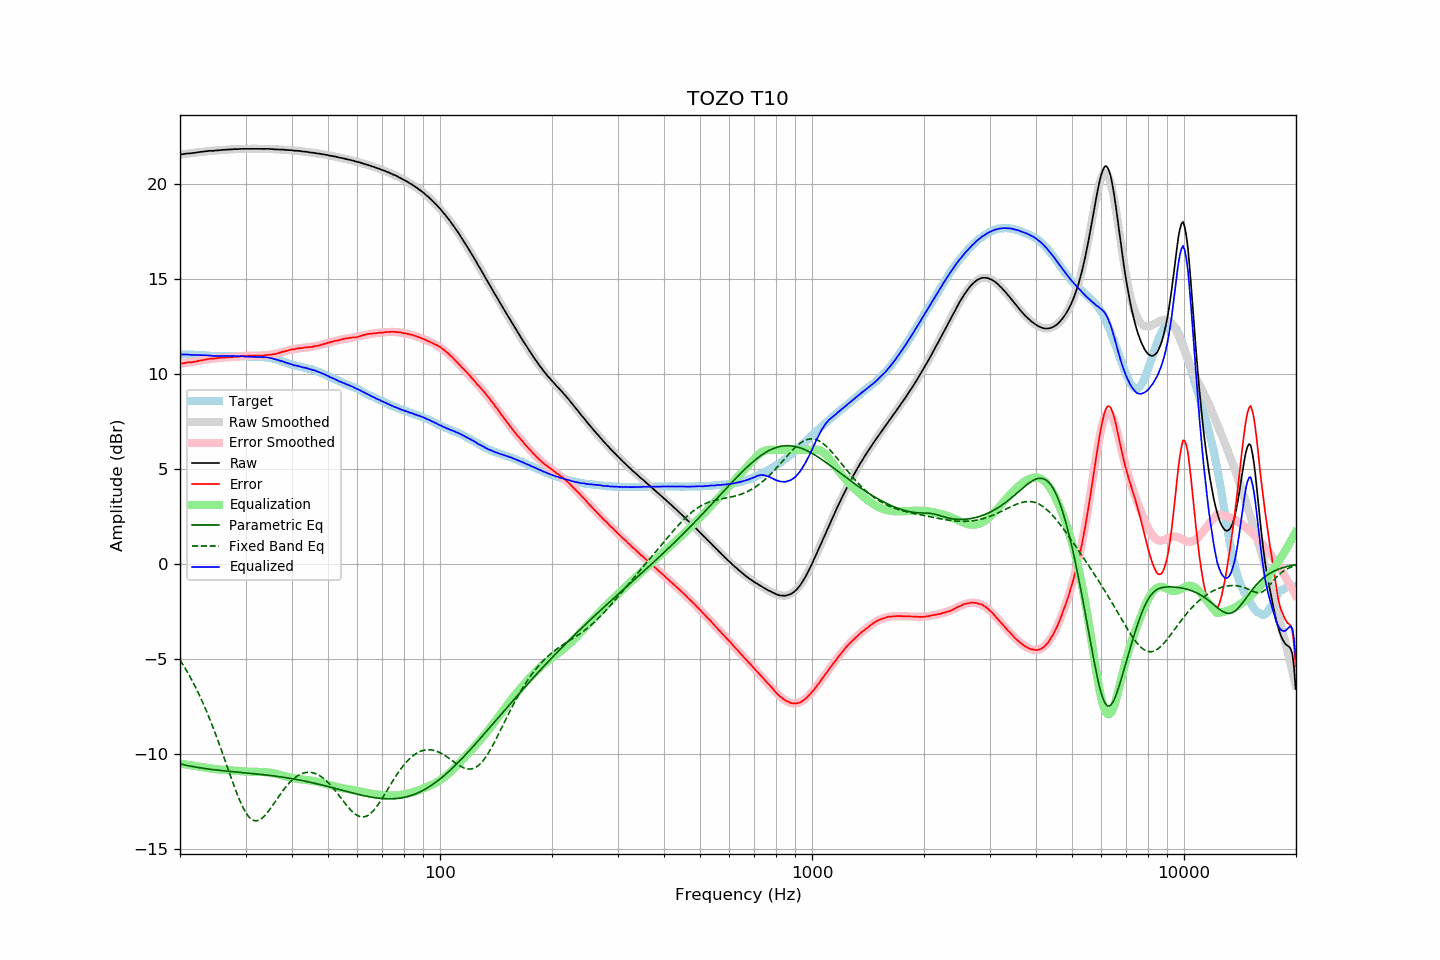 TOZO T10
Amplitude (dBr)
20
15
10
5
0
−5
−10
−15
Target
Raw Smoothed
Error Smoothed
Raw
Error
Equalization
Parametric Eq
Fixed Band Eq
Equalized
100
1000
10000
Frequency (Hz)